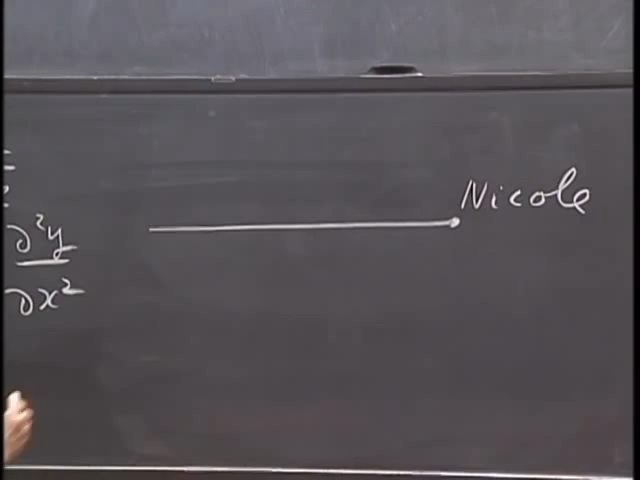 Nicole
∂²y
∂x²